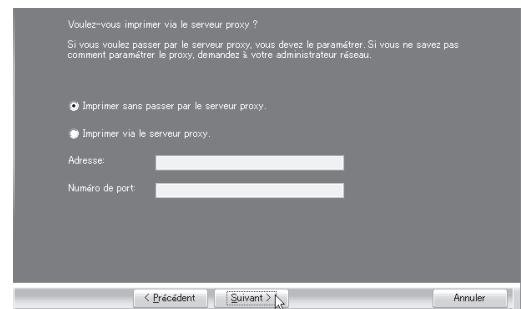 Voulez-vous imprimer via le serveur proxy ?
Si vous voulez passer par le serveur proxy, vous devez le paramétrer. Si vous ne savez pas
comment paramétrer le proxy, demandez à votre administrateur réseau.
Imprimer sans passer par le serveur proxy.
Imprimer via le serveur proxy.
Adresse:
Numéro de port:
< Précédent
Suivant >
Annuler